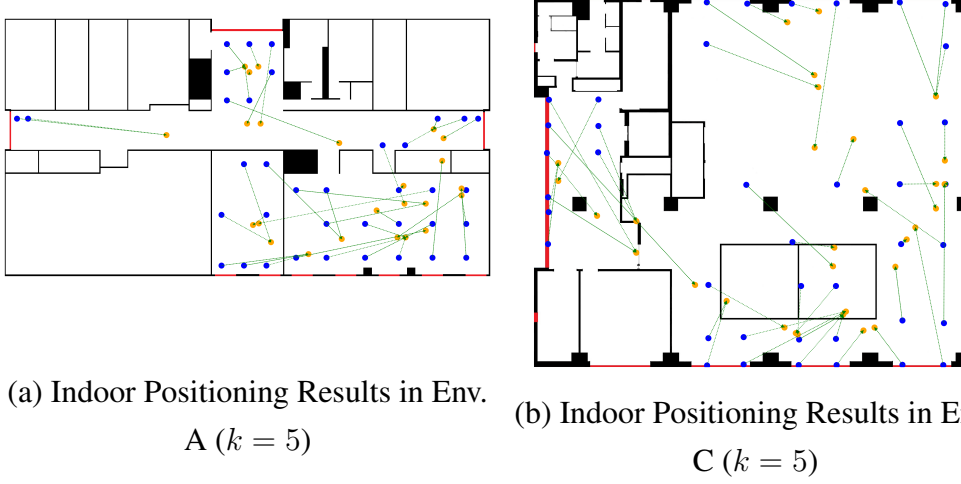 (a) Indoor Positioning Results in Env.
A (k = 5)
(b) Indoor Positioning Results in E
C (k = 5)